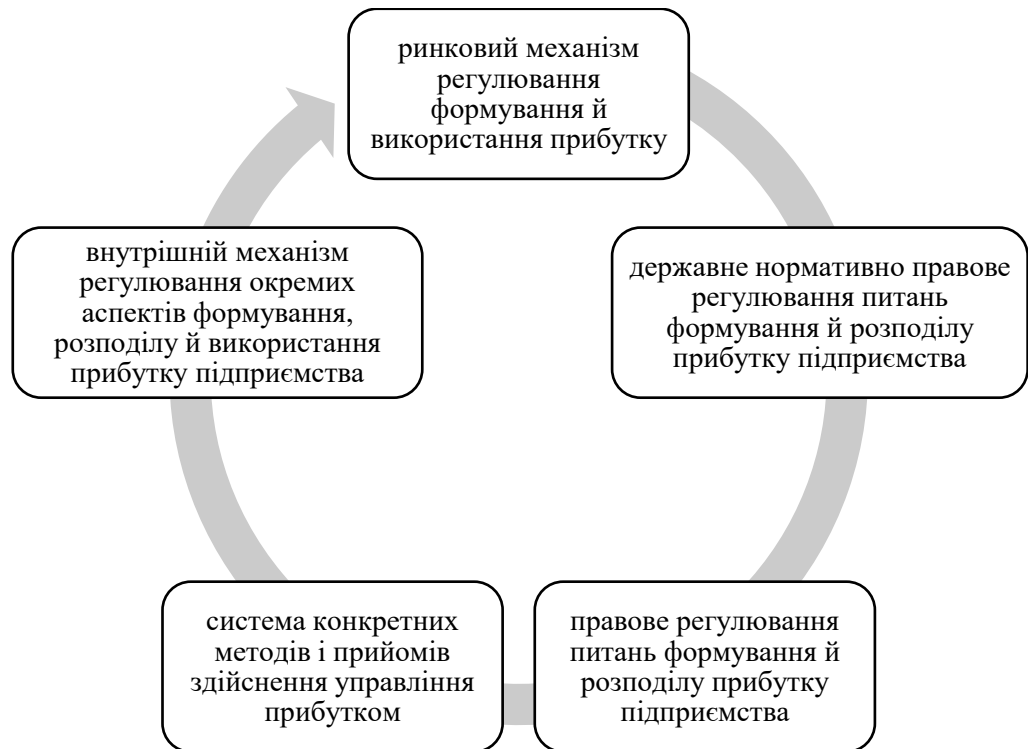 ринковий механізм
регулювання
формування й
використання прибутку
державне нормативно правове
регулювання питань
формування й розподілу
прибутку підприємства
правове регулювання
питань формування й
розподілу прибутку
підприємства
система конкретних
методів і прийомів
здійснення управління
прибутком
внутрішній механізм
регулювання окремих
аспектів формування,
розподілу й використання
прибутку підприємства